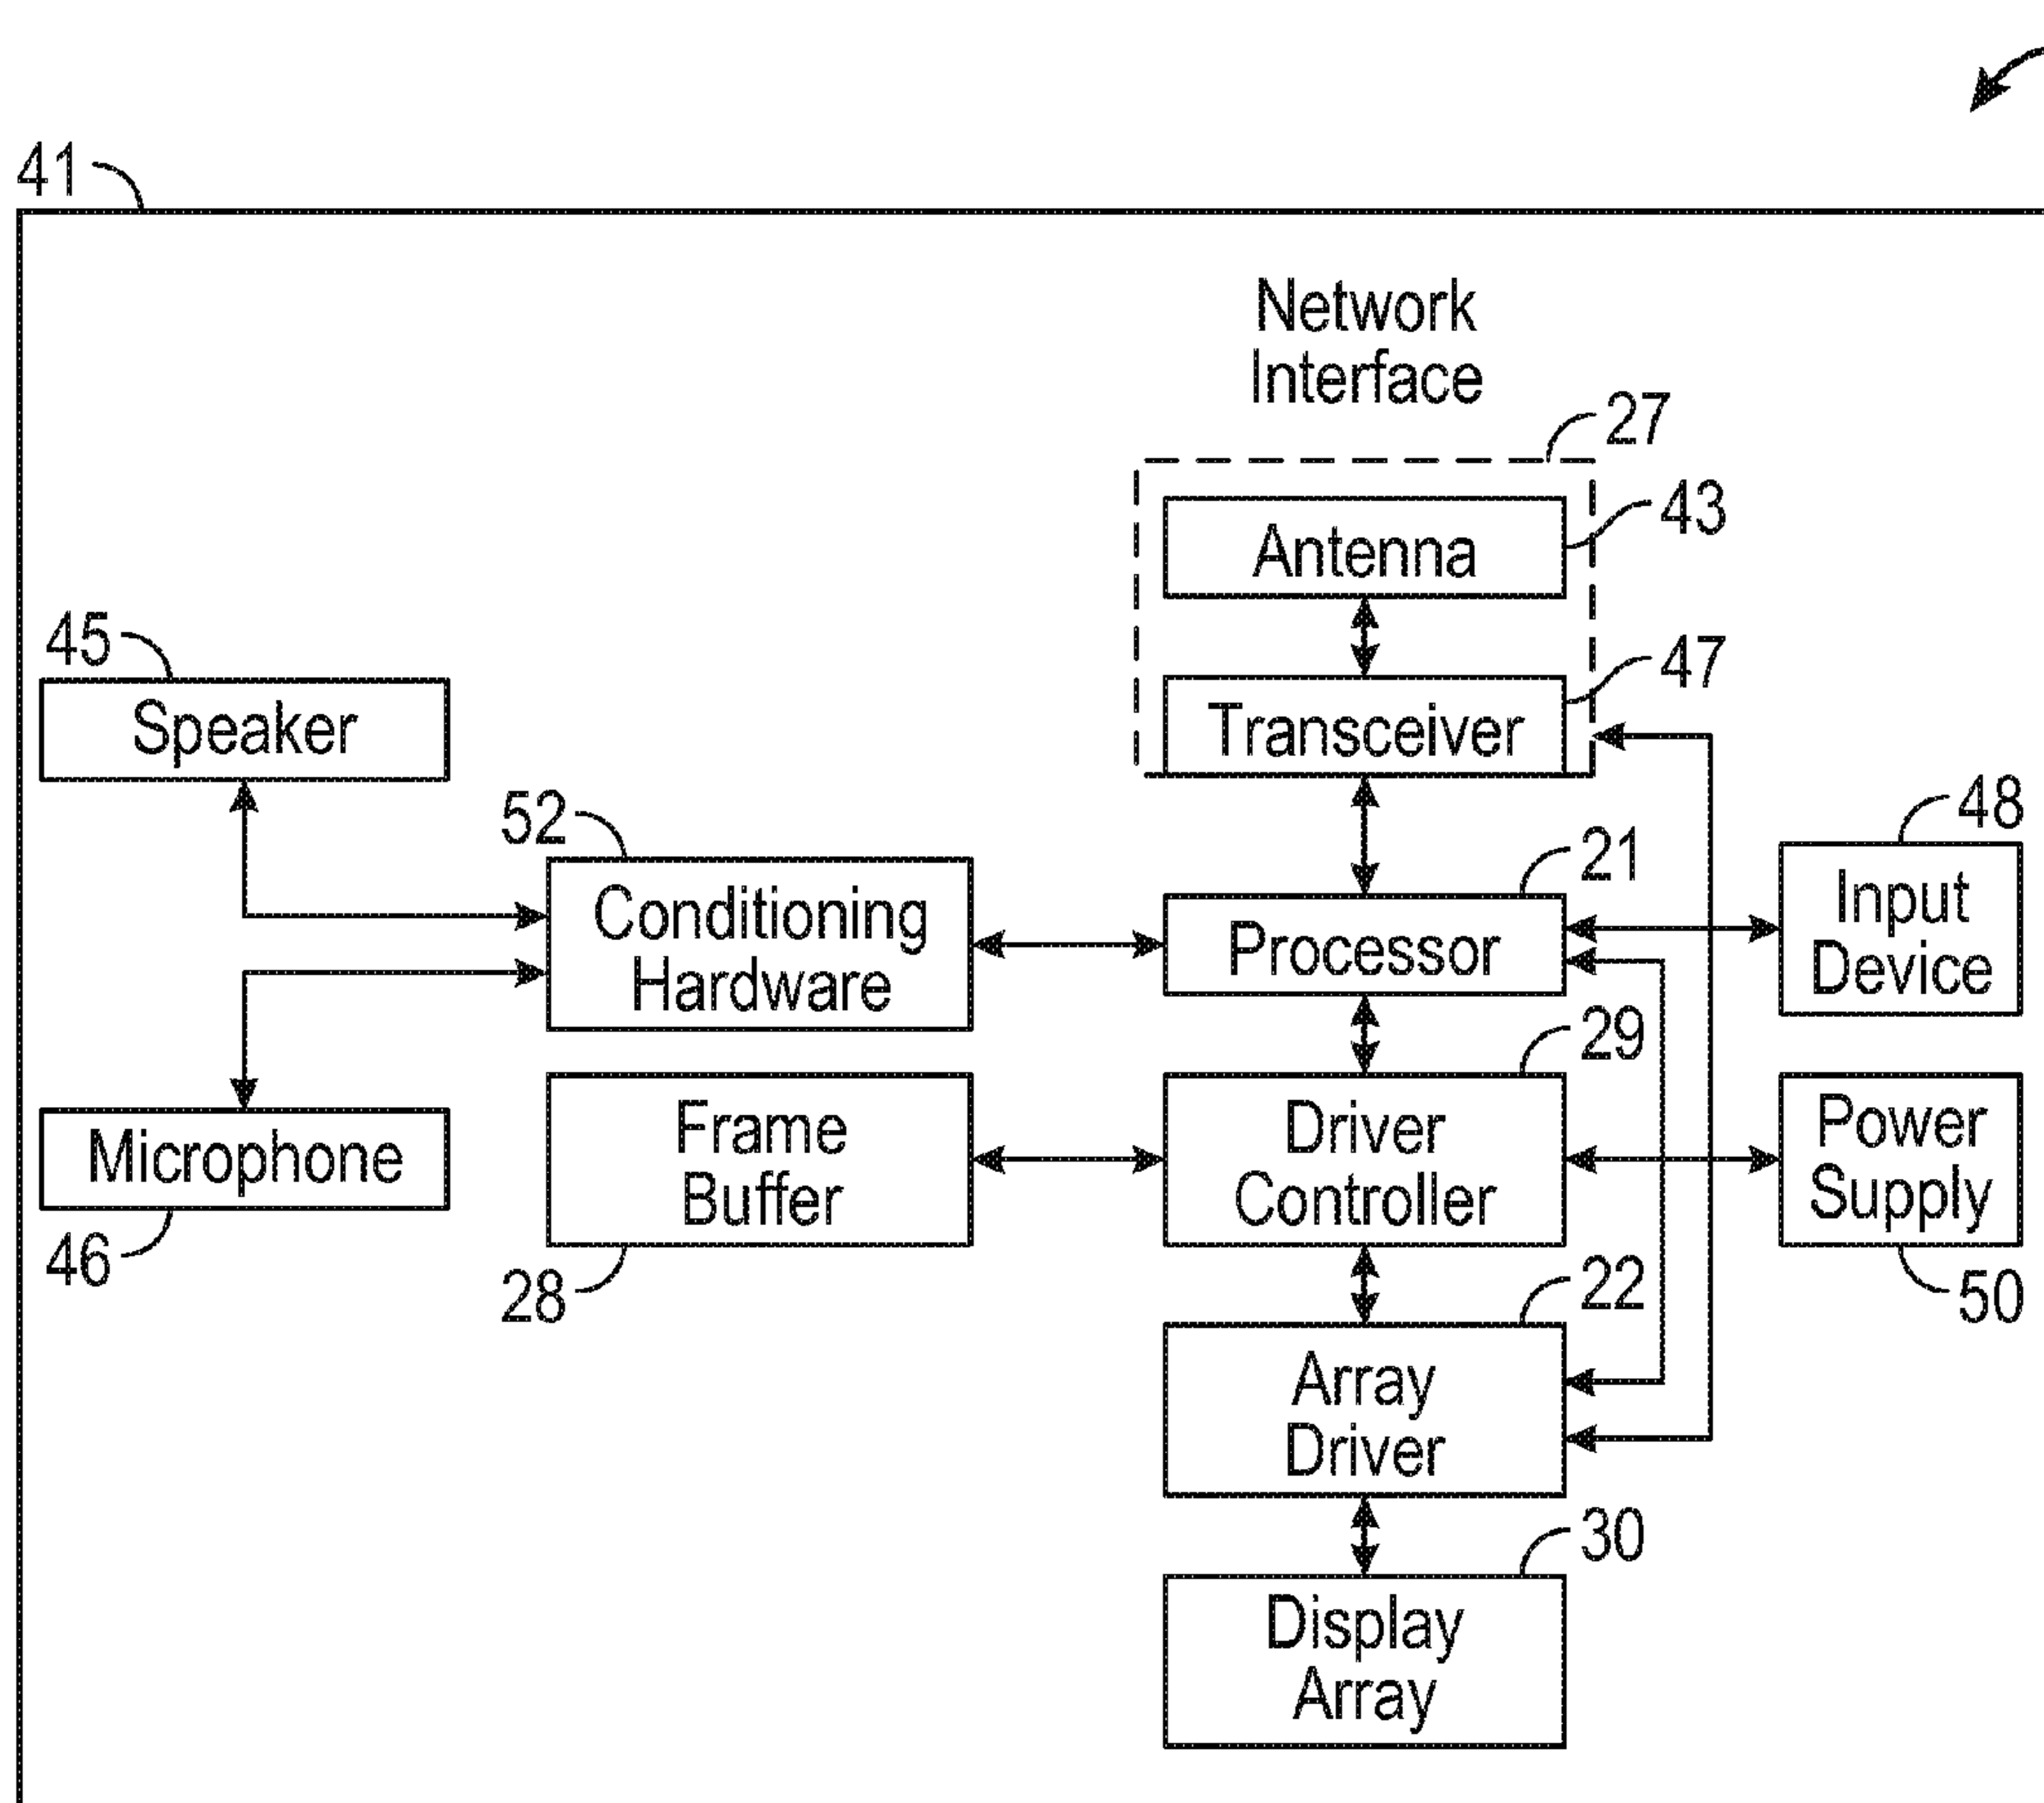 41
Network
Interface
27
Antenna
43
45
Speaker
Transceiver
47
52
Conditioning
Hardware
21
Processor
48
Input
Device
Microphone
46
Frame
Buffer
28
29
Driver
Controller
Power
Supply
50
22
Array
Driver
30
Display
Array